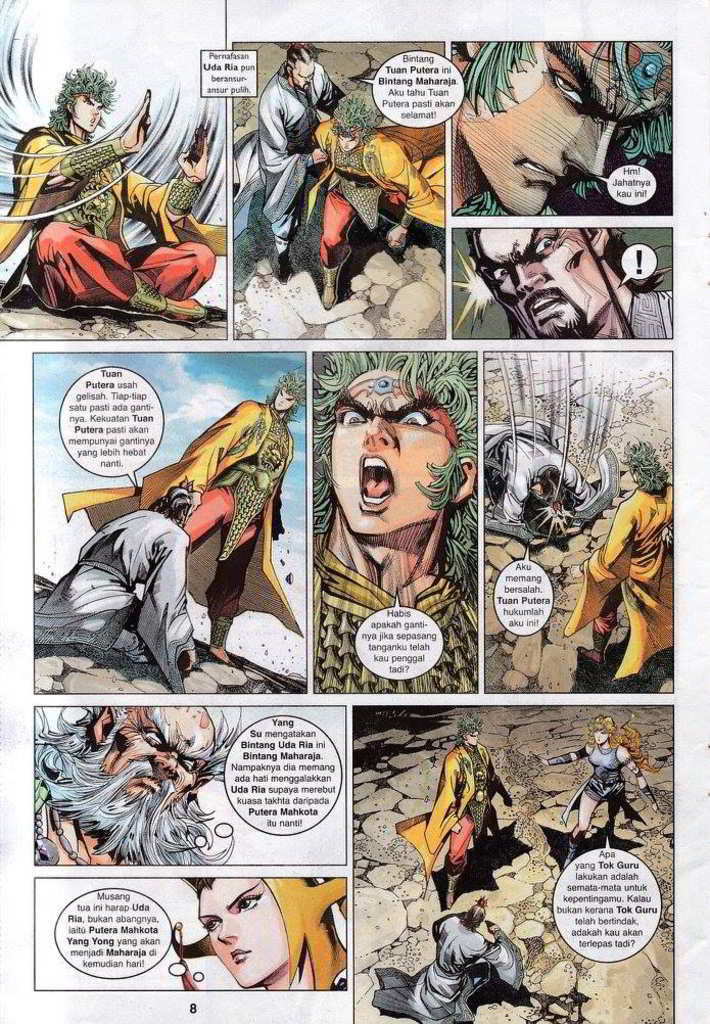 Pernafasan
Uda Ria pun
beransur-
ansur pulih.
Bintang
Tuan Putera ini
Bintang Maharaja.
Aku tahu Tuan
Putera pasti akan
selamat!
Hm!
Jahatnya
kau ini!
!
Tuan
Putera usah
gelisah. Tiap-tiap
satu pasti ada ganti-
nya. Kekuatan Tuan
Putera pasti akan
mempunyai gantinya
yang lebih hebat
nanti.
Habis
apakah ganti-
nya jika sepasang
tanganku telah
kau penggal
tadi?
Aku
memang
bersalah.
Tuan Putera
hukumlah
aku ini!
Yang
Su mengatakan
Bintang Uda Ria ini
Bintang Maharaja.
Nampaknya dia memang
ada hati menggalakkan
Uda Ria supaya merebut
kuasa takhta daripada
Putera Mahkota
itu nanti!
Musang
tua ini harap Uda
Ria, bukan abangnya,
iaitu Putera Mahkota
Yang Yong yang akan
menjadi Maharaja di
kemudian hari!
Apa
yang Tok Guru
lakukan adalah
semata-mata untuk
kepentingamu. Kalau
bukan kerana Tok Guru
telah bertindak,
adakah kau akan
terlepas tadi?
8